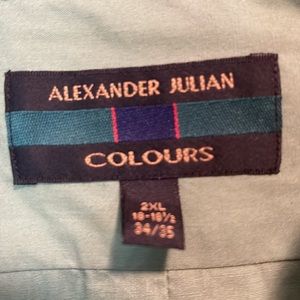 ALEXANDER JULIAN
COLOURS
2XL
18-18½
34/35